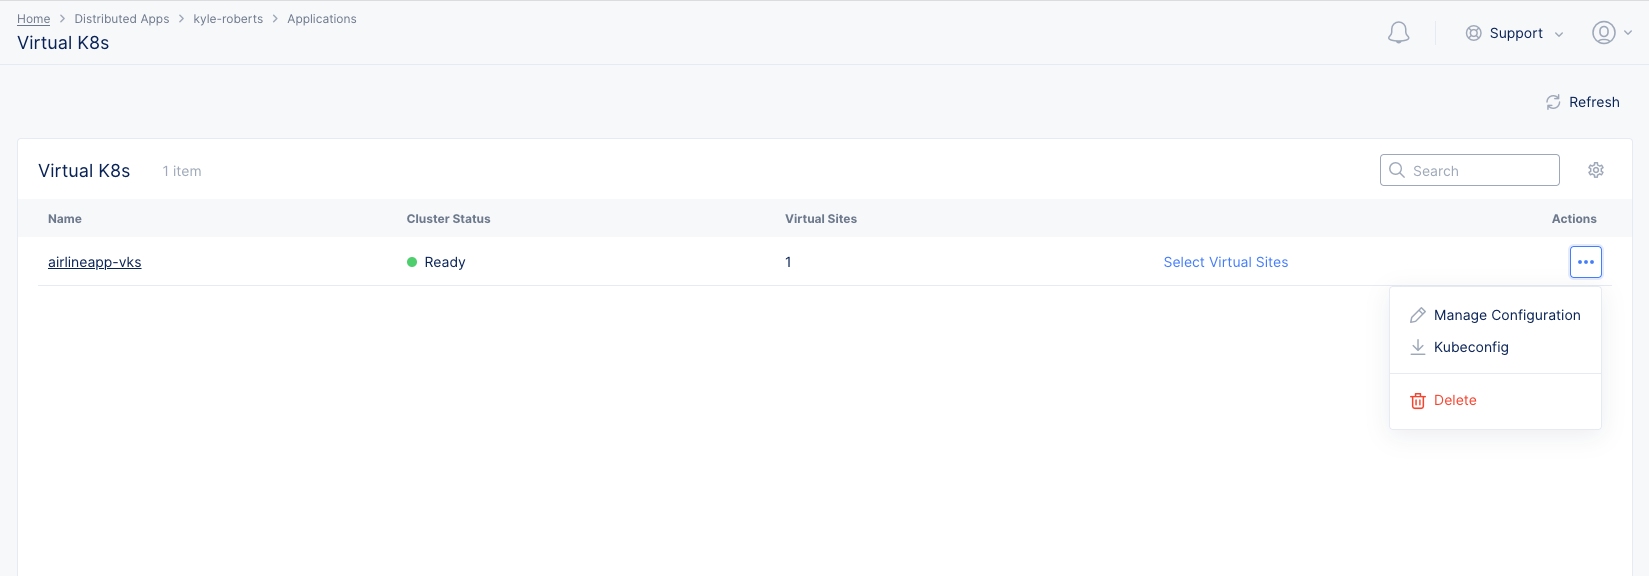 Home > Distributed Apps > kyle-roberts > Applications
Virtual K8s
Support
Refresh
Virtual K8s 1 item Search
Name Cluster Status Virtual Sites Actions
airlineapp-vks Ready 1 Select Virtual Sites
Manage Configuration
Kubeconfig
Delete